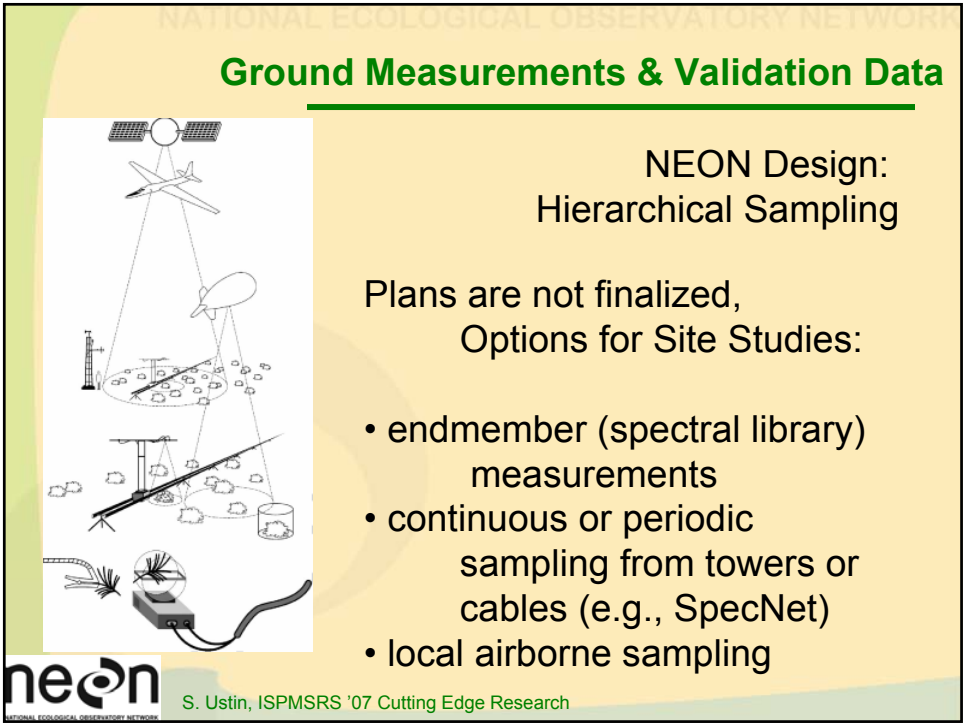 NATIONAL ECOLOGICAL OBSERVATORY NETWORK
Ground Measurements & Validation Data
NEON Design:
Hierarchical Sampling
Plans are not finalized,
Options for Site Studies:
• endmember (spectral library)
measurements
• continuous or periodic
sampling from towers or
cables (e.g., SpecNet)
• local airborne sampling
neon
NATIONAL ECOLOGICAL OBSERVATORY NETWORK
S. Ustin, ISPMSRS ’07 Cutting Edge Research